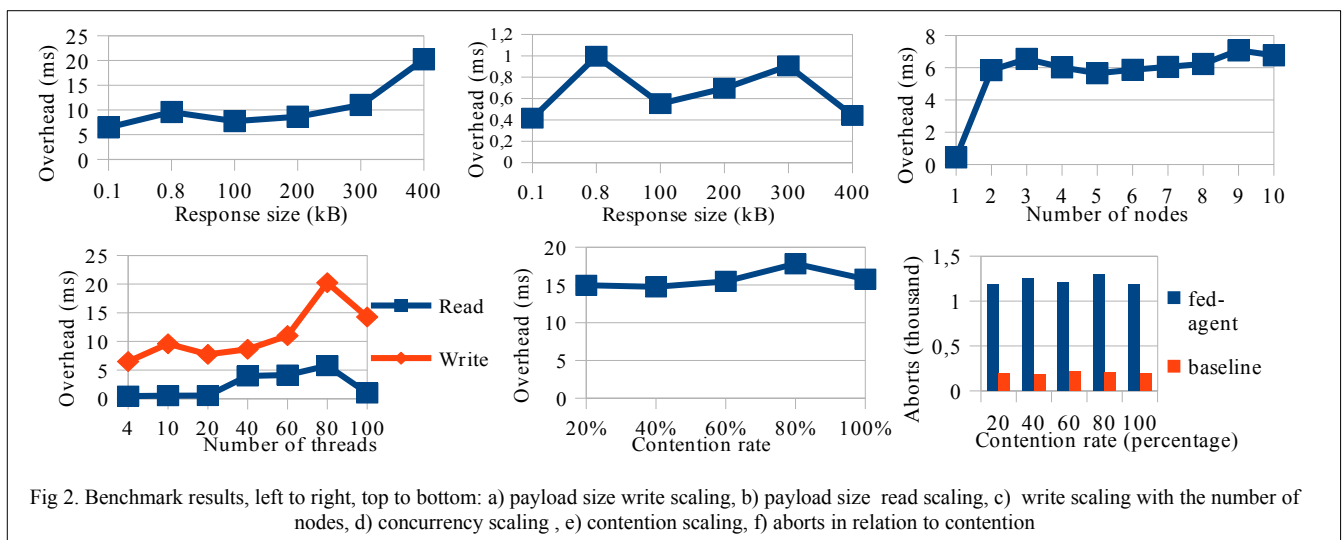 25
20
15
10
5
0
Overhead (ms)
0.1 0.8 100 200 300 400
Response size (kB)
1,2
1
0,8
0,6
0,4
0,2
0
Overhead (ms)
0.1 0.8 100 200 300 400
Response size (kB)
8
6
4
2
0
Overhead (ms)
1 2 3 4 5 6 7 8 9 10
Number of nodes
25
20
15
10
5
0
Overhead (ms)
4 10 20 40 60 80 100
Number of threads
Read
Write
20
15
15
5
0
Overhead (ms)
20% 40% 60% 80% 100%
Contention rate
1,5
1
0,5
0
Aborts (thousand)
20 40 60 80 100
Contention rate (percentage)
fed-
agent
baseline
Fig 2. Benchmark results, left to right, top to bottom: a) payload size write scaling, b) payload size read scaling, c) write scaling with the number of
nodes, d) concurrency scaling , e) contention scaling, f) aborts in relation to contention